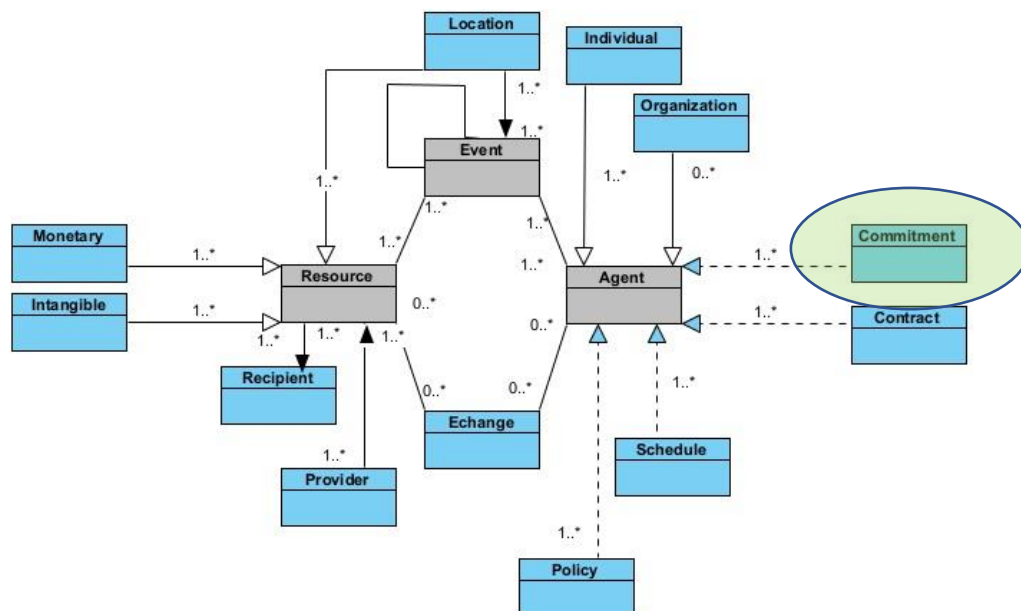 Location
Individual
1..*
Organization
1..*
Event
1..*
1..*
0..*
1..*
1..*
Monetary
1..*
Commitment
1..*
1..*
Resource
Agent
1..*
Intangible
1..*
0..*
1..*
Contract
1..*
1..*
1..*
0..*
Recipient
0..*
0..*
1..*
Echange
Schedule
1..*
Provider
1..*
Policy